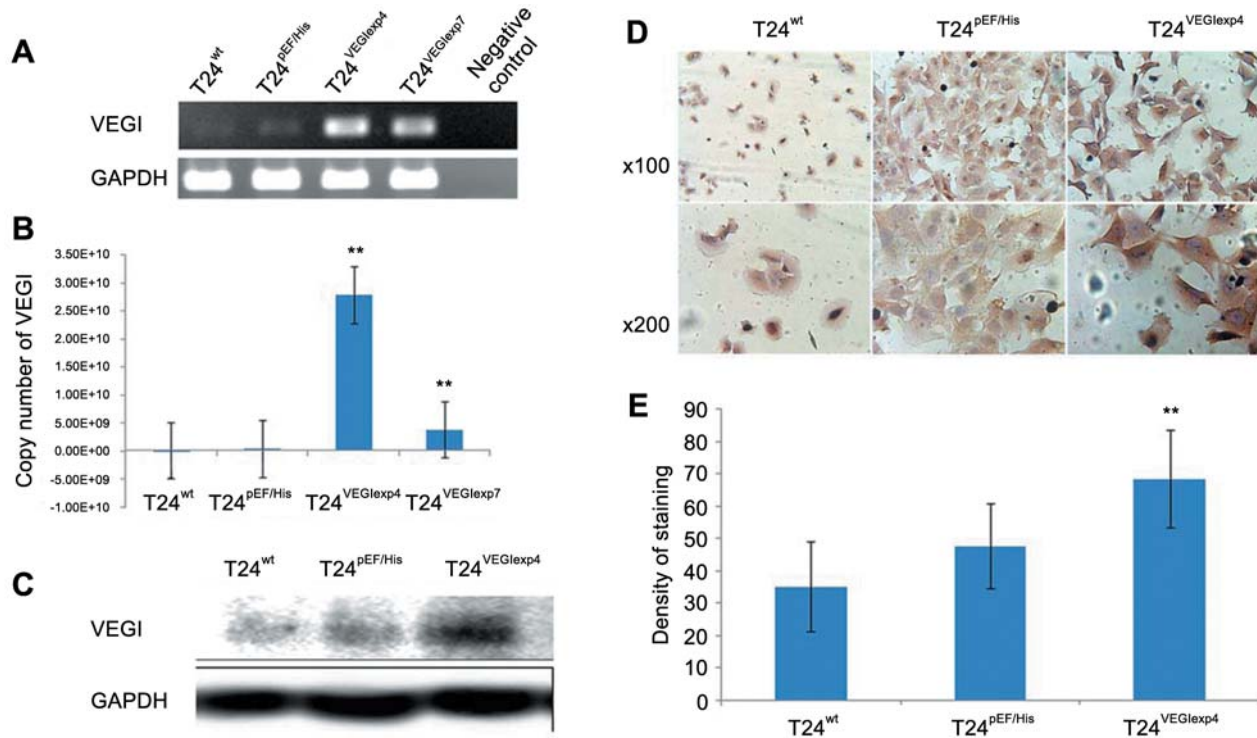 A
T24wt T24pEF/His T24VEGIexp4 T24VEGIexp7 Negative control
VEGI
GAPDH
B
Copy number of VEGI
3.50E+10
3.00E+10
2.50E+10
2.00E+10
1.50E+10
1.00E+10
5.00E+09
0.00E+00
-5.00E+09
-1.00E+10
**
**
T24wt T24pEF/His T24VEGIexp4 T24VEGIexp7
C
T24wt T24pEF/His T24VEGIexp4
VEGI
GAPDH
D
T24wt T24pEF/His T24VEGIexp4
x100
x200
E
Density of staining
90
80
70
60
50
40
30
20
10
0
**
T24wt T24pEF/His T24VEGIexp4